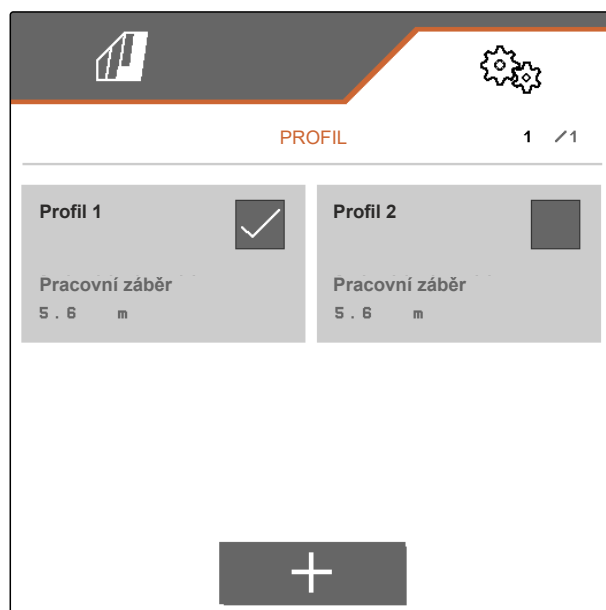 PROFIL 1 /1
Profil 1 Profil 2
Pracovní záběr Pracovní záběr
5.6 m 5.6 m
+